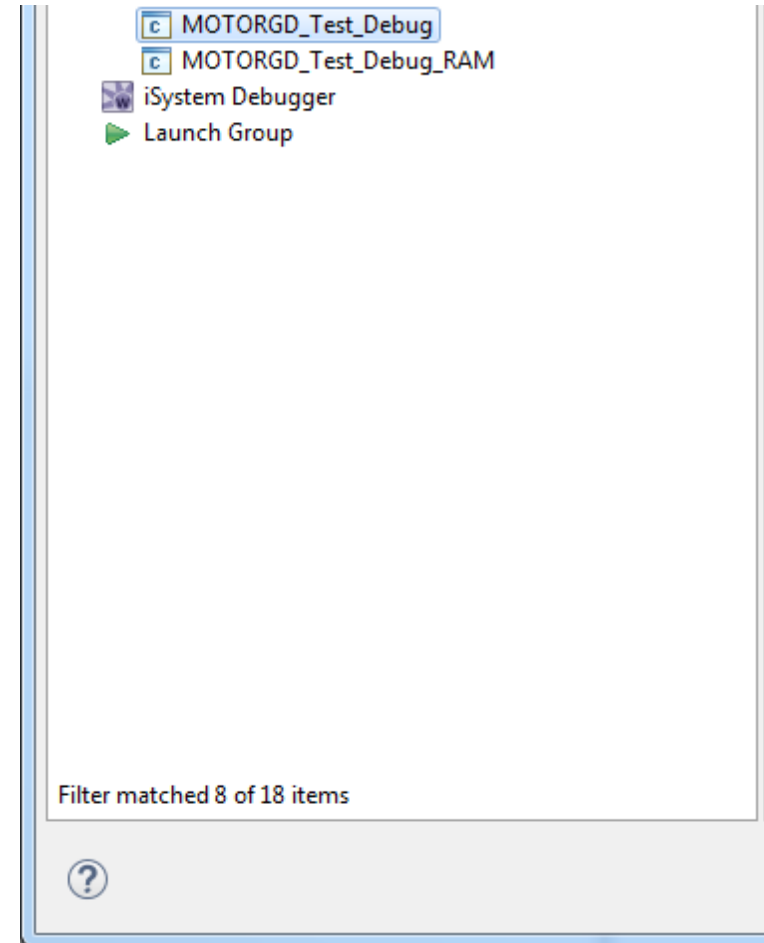 MOTORGD_Test_Debug
MOTORGD_Test_Debug_RAM
iSystem Debugger
Launch Group
Filter matched 8 of 18 items
?